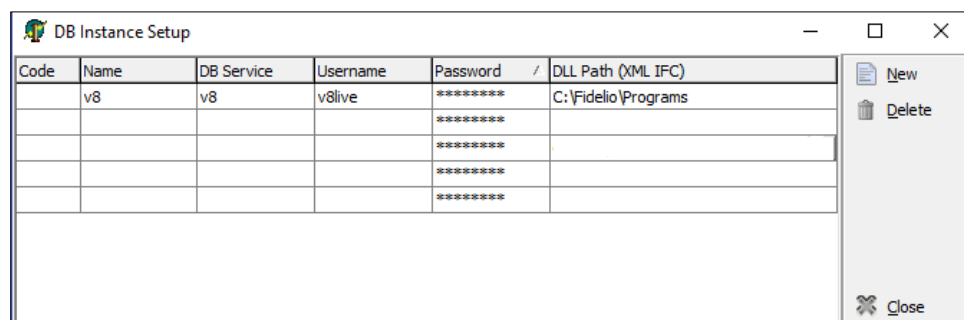 DB Instance Setup
Code Name DB Service Username Password DLL Path (XML IFC)
v8 v8 v8live ******** C:\Fidelio\Programs
********
********
********
********
New
Delete
Close